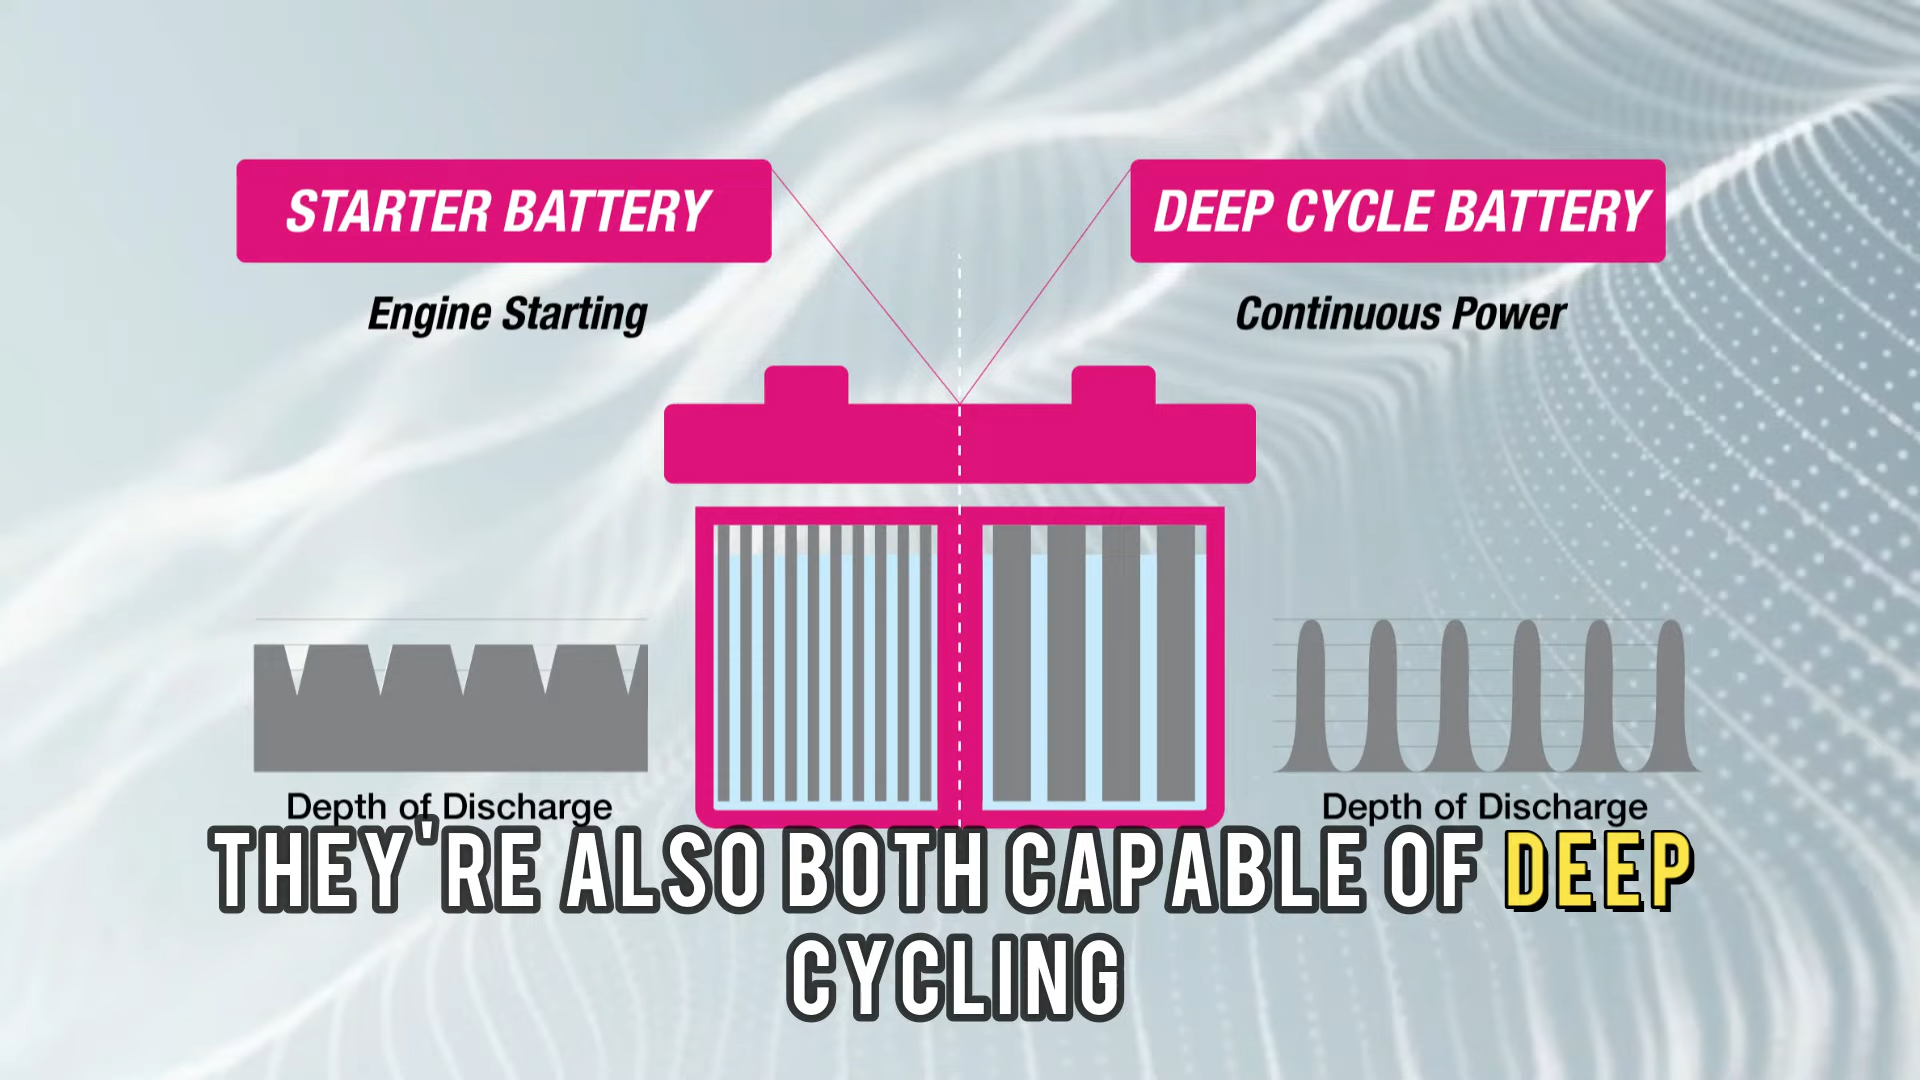 STARTER BATTERY
DEEP CYCLE BATTERY
Engine Starting
Continuous Power
Depth of Discharge
Depth of Discharge
THEY'RE ALSO BOTH CAPABLE OF DEEP
CYCLING